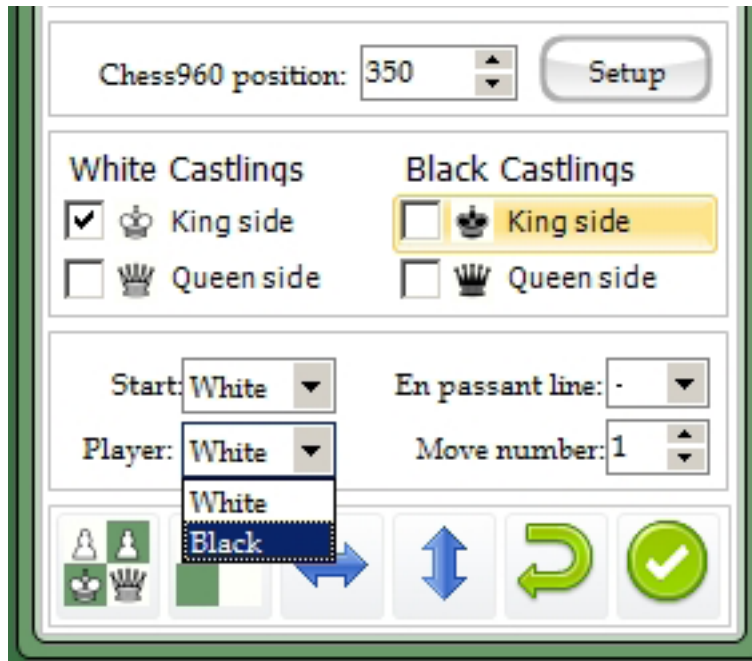 Chess960 position: 350 Setup
White Castlings Black Castlings
King side King side
Queen side Queen side
Start: White En passant line: -
Player: White Move number: 1
White
Black